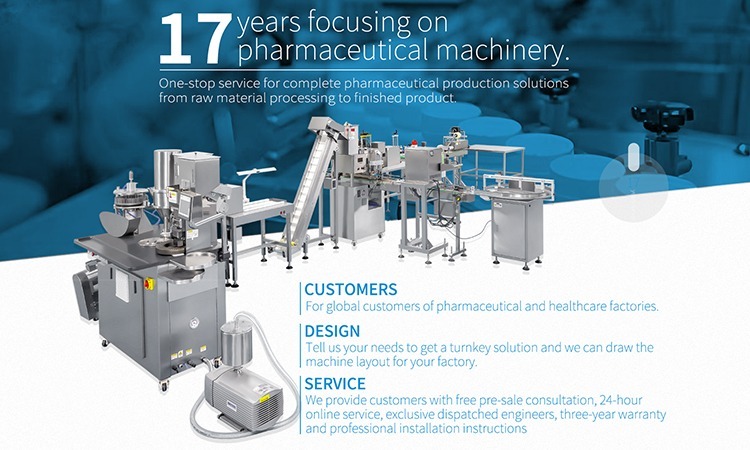 17 years focusing on
pharmaceutical machinery.
One-stop service for complete pharmaceutical production solutions
from raw material processing to finished product.
CUSTOMERS
For global customers of pharmaceutical and healthcare factories.
DESIGN
Tell us your needs to get a turnkey solution and we can draw the
machine layout for your factory.
SERVICE
We provide customers with free pre-sale consultation, 24-hour
online service, exclusive dispatched engineers, three-year warranty
and professional installation instructions